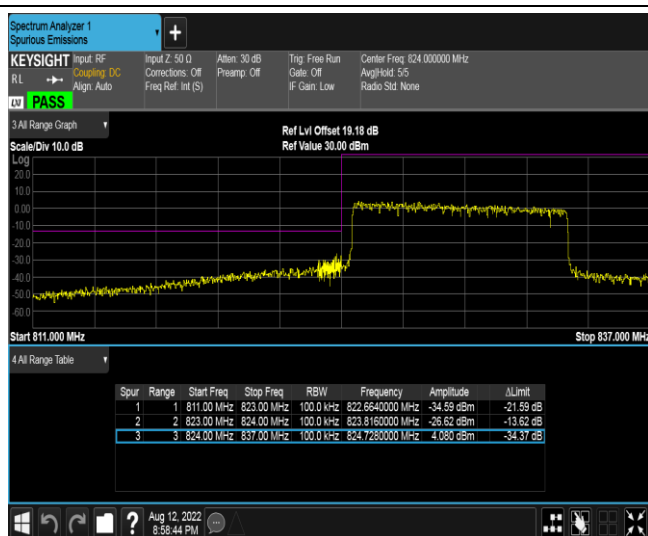 Spectrum Analyzer 1
Spurious Emissions
KEYSIGHT
RL
PASS
Input: RF
Coupling: DC
Align: Auto
Input Z: 50 Ω
Corrections: Off
Freq Ref: Int (S)
Atten: 30 dB
Preamp: Off
Trig: Free Run
Gate: Off
IF Gain: Low
Center Freq: 824.000000 MHz
Avg|Hold: 5/5
Radio Std: None
3 All Range Graph
Ref Lvl Offset 19.18 dB
Scale/Div 10.0 dB Ref Value 30.00 dBm
Log
20.0
10.0
0.00
-10.0
-20.0
-30.0
-40.0
-50.0
-60.0
Start 811.000 MHz Stop 837.000 MHz
4 All Range Table
Spur Range Start Freq Stop Freq RBW Frequency Amplitude ΔLimit
1 1 811.00 MHz 823.00 MHz 100.0 kHz 822.6640000 MHz -34.59 dBm -21.59 dB
2 2 823.00 MHz 824.00 MHz 100.0 kHz 823.8160000 MHz -26.62 dBm -13.62 dB
3 3 824.00 MHz 837.00 MHz 100.0 kHz 824.7280000 MHz 4.080 dBm -34.37 dB
? Aug 12, 2022
8:58:44 PM